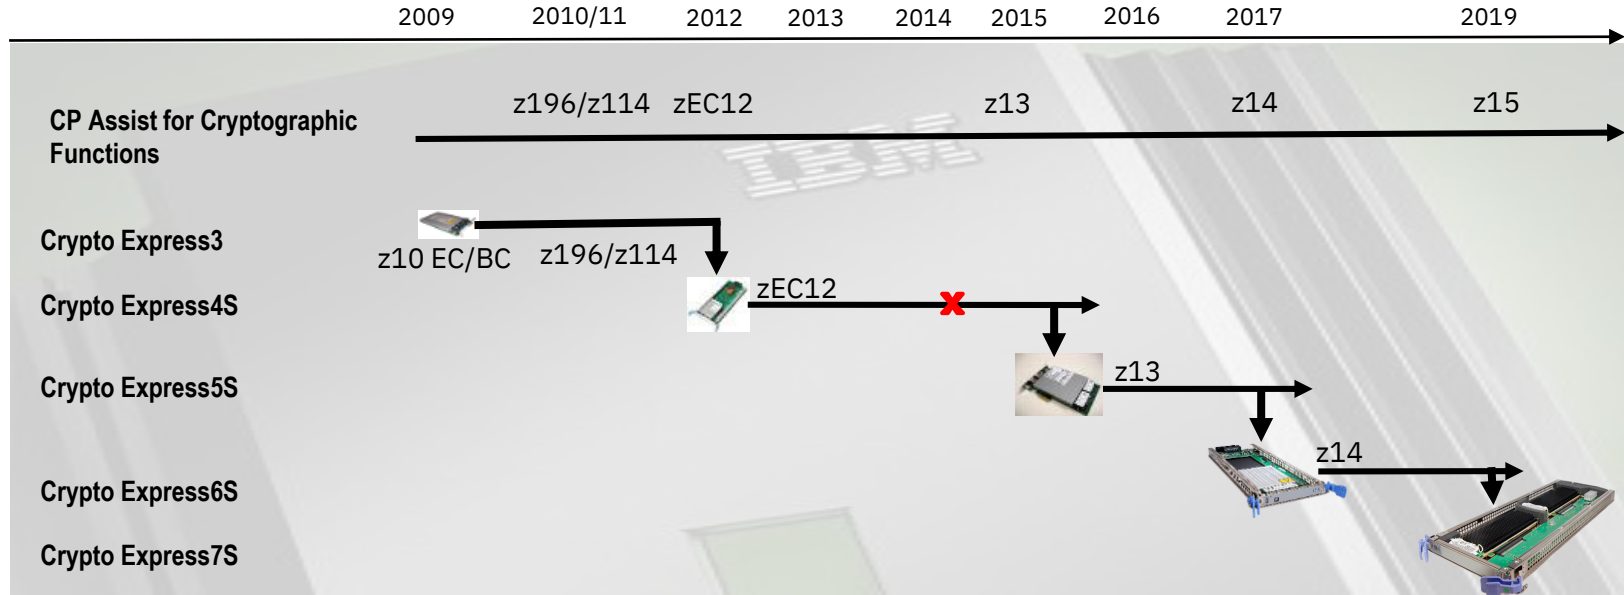 2009 2010/11 2012 2013 2014 2015 2016 2017 2019
z196/z114 zEC12 z13 z14 z15
CP Assist for Cryptographic
Functions
IBM
Crypto Express3
z10 EC/BC z196/z114
Crypto Express4S
zEC12
X
Crypto Express5S
z13
z14
Crypto Express6S
Crypto Express7S